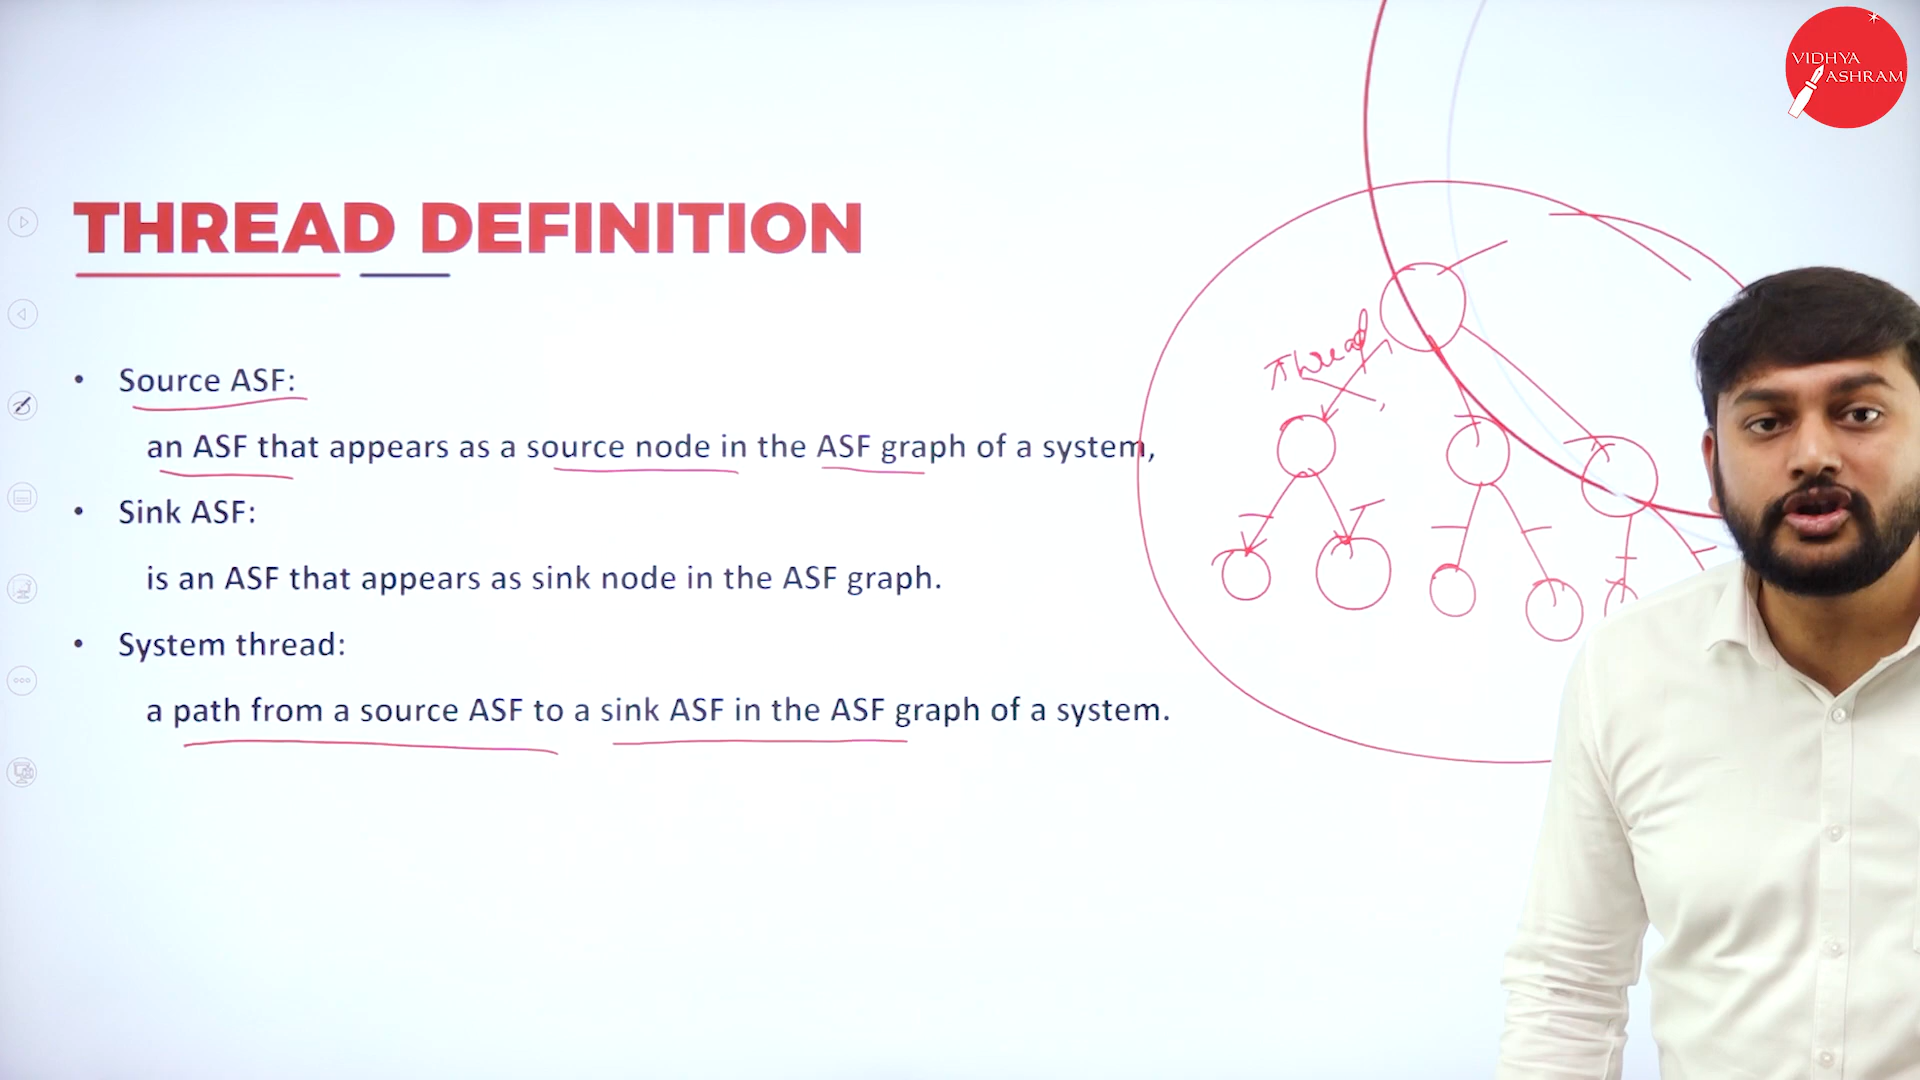 VIDHYA
ASHRAM
THREAD DEFINITION
Thread
• Source ASF:
an ASF that appears as a source node in the ASF graph of a system,
• Sink ASF:
is an ASF that appears as sink node in the ASF graph.
• System thread:
a path from a source ASF to a sink ASF in the ASF graph of a system.